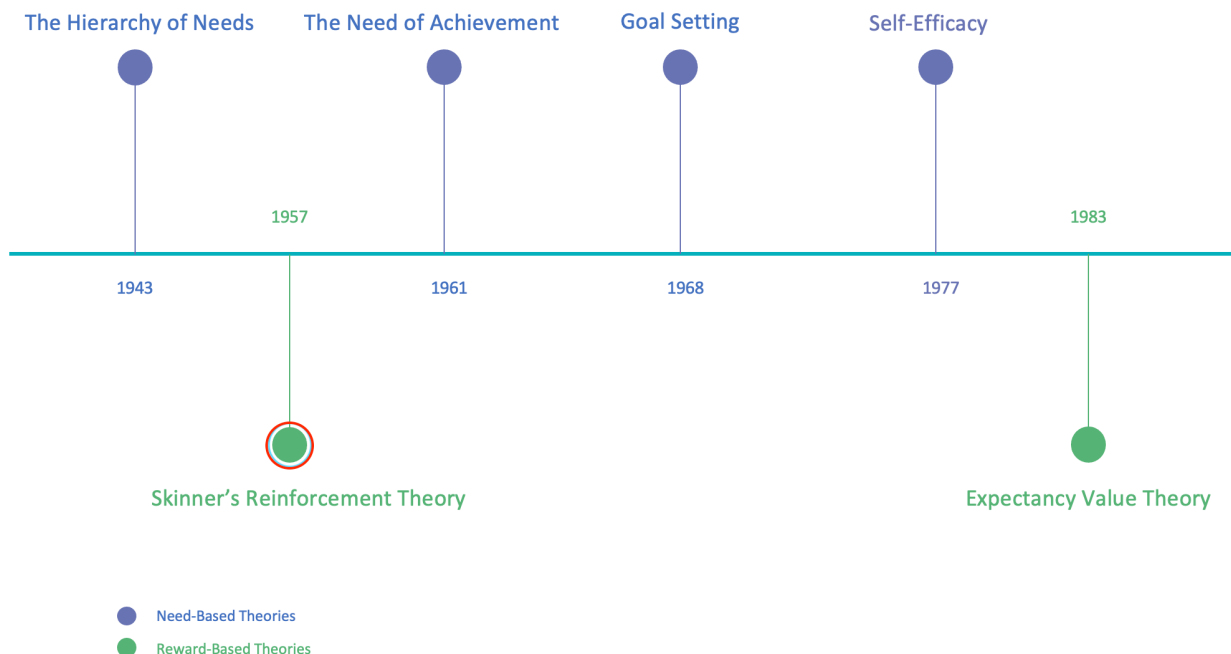 The Hierarchy of Needs
The Need of Achievement
Goal Setting
Self-Efficacy
1957
1983
1943
1961
1968
1977
Skinner’s Reinforcement Theory
Expectancy Value Theory
Need-Based Theories
Reward-Based Theories